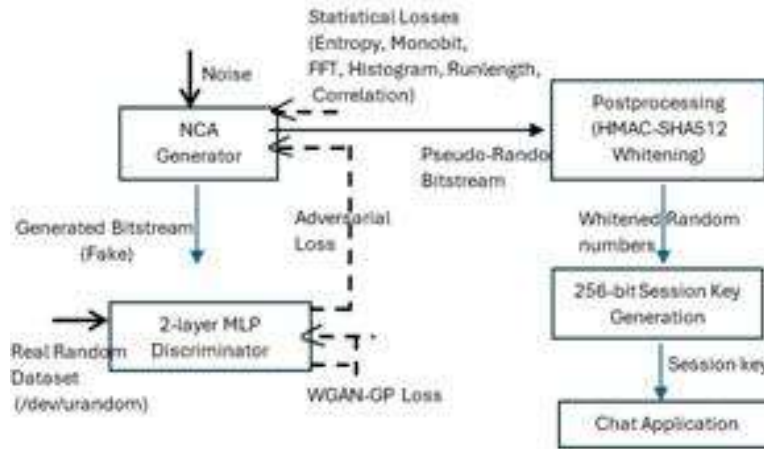 Statistical Losses
(Entropy, Monobit,
FFT, Histogram, Runlength,
Correlation)
Noise
NCA
Generator
Postprocessing
(HMAC-SHA512
Whitening)
Pseudo-Rando
Bitstream
Generated Bitstream
(Fake)
Adversarial
Loss
Whitened Random
numbers
256-bit Session Key
Generation
2-layer MLP
Discriminator
Real Random
Dataset
(/dev/urandom)
WGAN-GP Loss
Session key
Chat Application